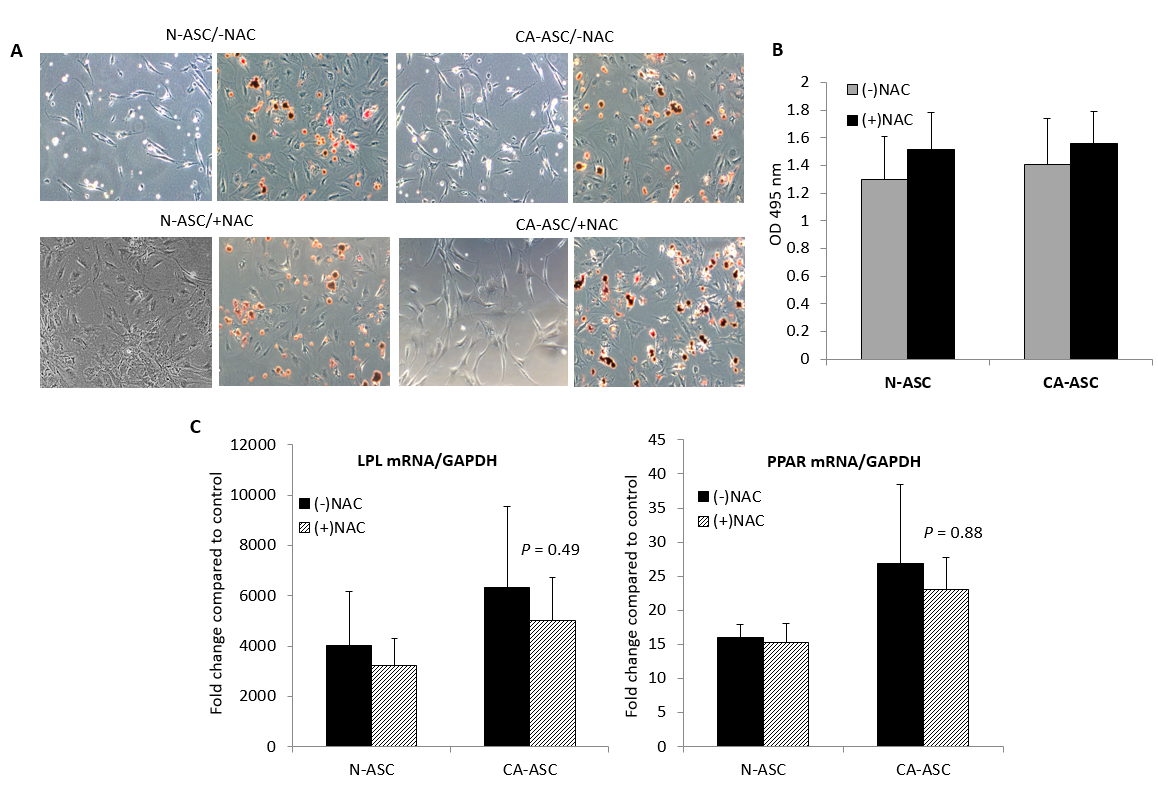 A
N-ASC/-NAC
CA-ASC/-NAC
N-ASC/+NAC
CA-ASC/+NAC
B
2
1.8
1.6
1.4
1.2
1
0.8
0.6
0.4
0.2
0
OD 495 nm
(-)NAC
(+)NAC
N-ASC
CA-ASC
C
12000
10000
8000
6000
4000
2000
0
Fold change compared to control
LPL mRNA/GAPDH
(-)NAC
(+)NAC
P = 0.49
N-ASC
CA-ASC
45
40
35
30
25
20
15
10
5
0
Fold change compared to control
PPAR mRNA/GAPDH
(-)NAC
(+)NAC
P = 0.88
N-ASC
CA-ASC